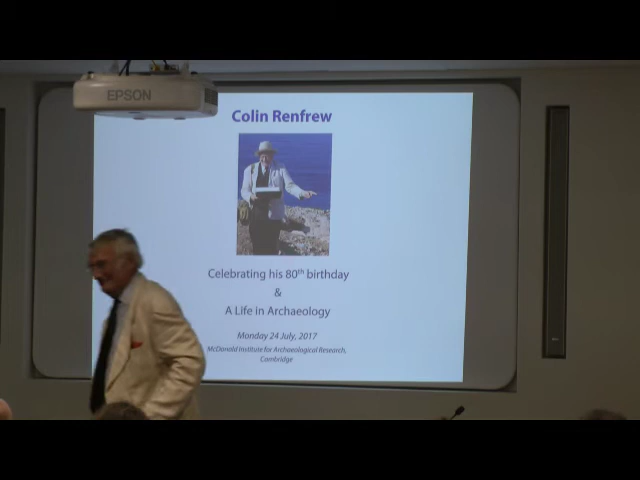 EPSON
Colin Renfrew
Celebrating his 80th birthday
&
A Life in Archaeology
Monday 24 July, 2017
McDonald Institute for Archaeological Research,
Cambridge